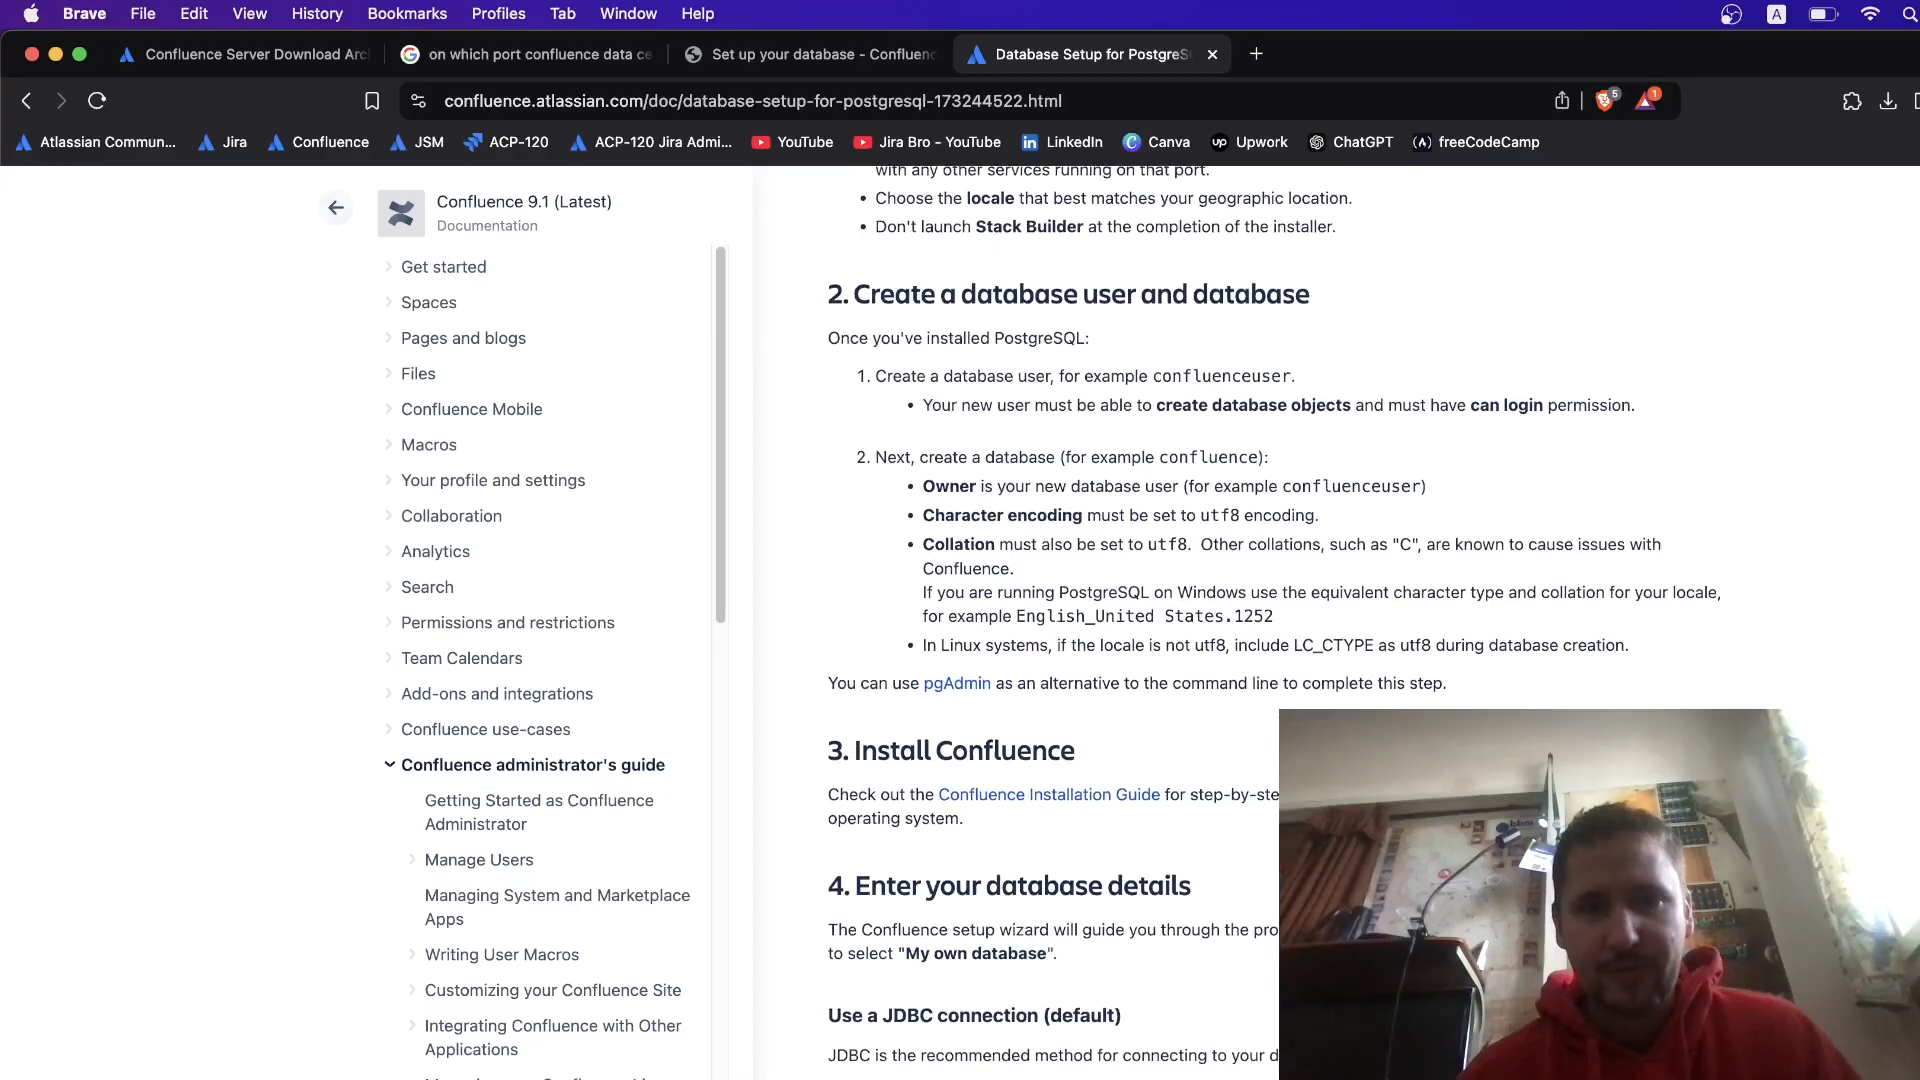 Brave File Edit View History Bookmarks Profiles Tab Window Help
A
Confluence Server Download Arc
on which port confluence data ce
Set up your database - Confluenc
Database Setup for PostgreS
confluence.atlassian.com/doc/database-setup-for-postgresql-173244522.html
5
1
Atlassian Commun... Jira Confluence JSM ACP-120 ACP-120 Jira Admi... YouTube Jira Bro - YouTube LinkedIn Canva Upwork ChatGPT freeCodeCamp
Confluence 9.1 (Latest)
Documentation
Get started
Spaces
Pages and blogs
Files
Confluence Mobile
Macros
Your profile and settings
Collaboration
Analytics
Search
Permissions and restrictions
Team Calendars
Add-ons and integrations
Confluence use-cases
Confluence administrator's guide
Getting Started as Confluence
Administrator
Manage Users
Managing System and Marketplace
Apps
Writing User Macros
Customizing your Confluence Site
Integrating Confluence with Other
Applications
with any other services running on that port.
• Choose the locale that best matches your geographic location.
• Don't launch Stack Builder at the completion of the installer.
2. Create a database user and database
Once you've installed PostgreSQL:
1. Create a database user, for example confluenceuser.
• Your new user must be able to create database objects and must have can login permission.
2. Next, create a database (for example confluence):
• Owner is your new database user (for example confluenceuser)
• Character encoding must be set to utf8 encoding.
• Collation must also be set to utf8. Other collations, such as "C", are known to cause issues with
Confluence.
If you are running PostgreSQL on Windows use the equivalent character type and collation for your locale,
for example English_United States.1252
• In Linux systems, if the locale is not utf8, include LC_CTYPE as utf8 during database creation.
You can use pgAdmin as an alternative to the command line to complete this step.
3. Install Confluence
Check out the Confluence Installation Guide for step-by-ste
operating system.
4. Enter your database details
The Confluence setup wizard will guide you through the pro
to select "My own database".
Use a JDBC connection (default)
JDBC is the recommended method for connecting to your d